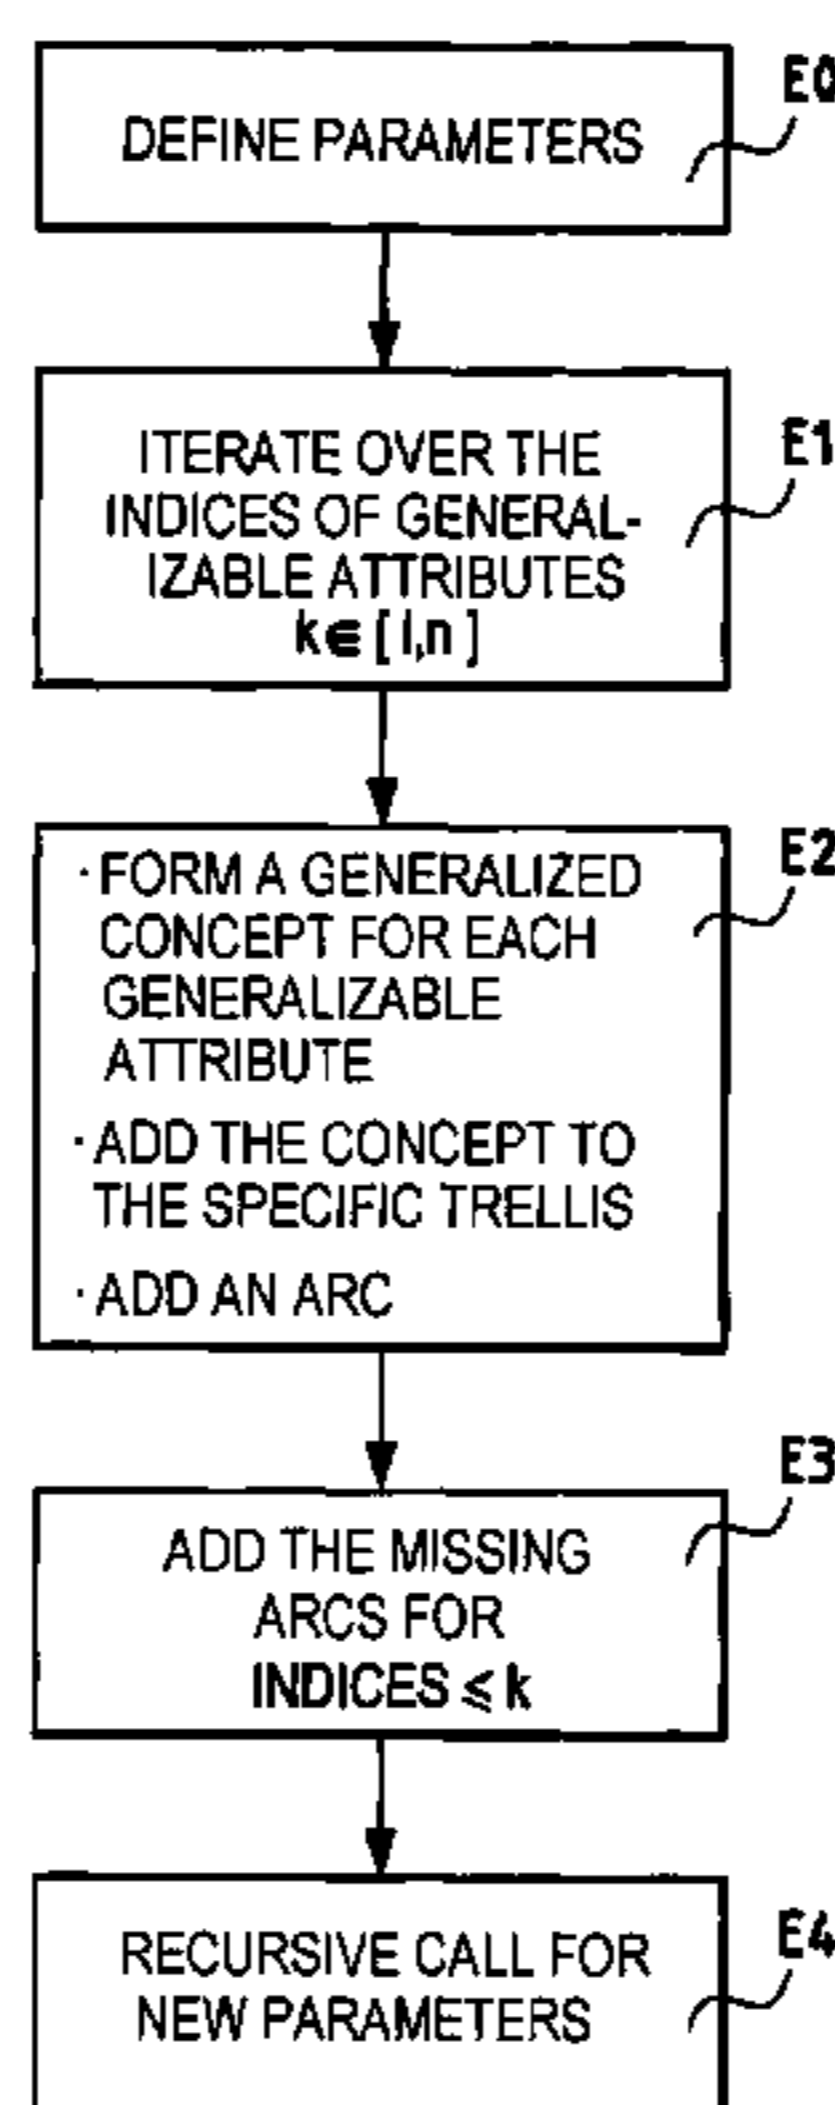 E0
DEFINE PARAMETERS
E1
ITERATE OVER THE
INDICES OF GENERAL-
IZABLE ATTRIBUTES
k∈[i,n]
E2
· FORM A GENERALIZED
CONCEPT FOR EACH
GENERALIZABLE
ATTRIBUTE
· ADD THE CONCEPT TO
THE SPECIFIC TRELLIS
· ADD AN ARC
E3
ADD THE MISSING
ARCS FOR
INDICES ⩽ k
E4
RECURSIVE CALL FOR
NEW PARAMETERS